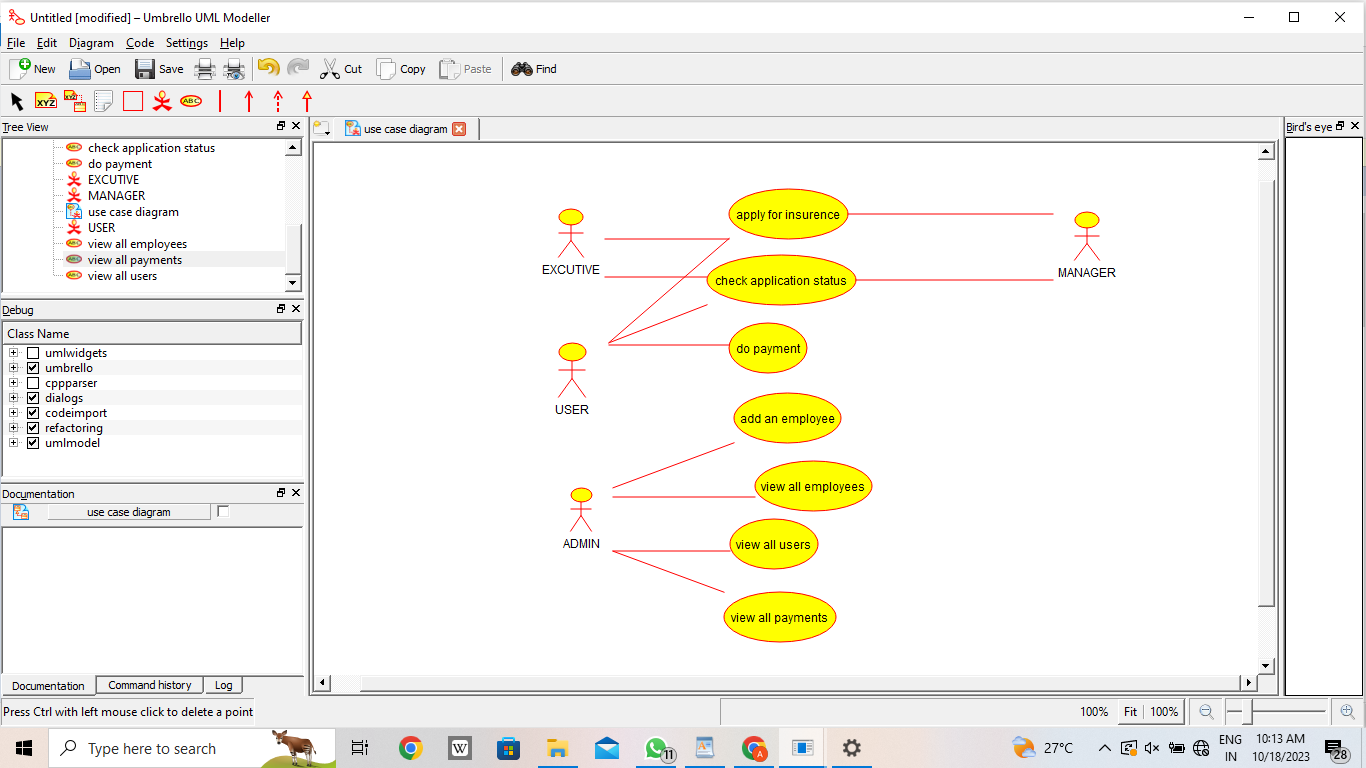 Untitled [modified] – Umbrello UML Modeller
File Edit Diagram Code Settings Help
New Open Save Cut Copy Paste Find
XYZ XYZ ABC
Tree View
check application status
do payment
EXCUTIVE
MANAGER
use case diagram
USER
view all employees
view all payments
view all users
Debug
Class Name
umlwidgets
umbrello
cppparser
dialogs
codeimport
refactoring
umlmodel
Documentation
use case diagram
Documentation Command history Log
use case diagram
apply for insurence
EXCUTIVE
MANAGER
check application status
do payment
USER
add an employee
view all employees
ADMIN
view all users
view all payments
Bird's eye
Press Ctrl with left mouse click to delete a point
100% Fit 100%
Type here to search
W
11
A
27°C
ENG
IN
10:13 AM
10/18/2023
28